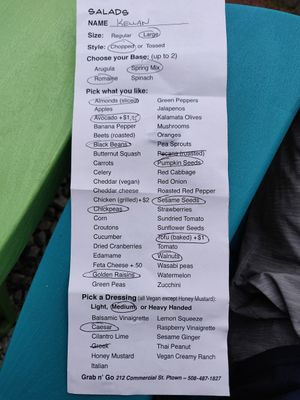 SALADS
NAME Kewan
Size: Regular Large
Style: Chopped or Tossed
Choose your Base: (up to 2)
Arugula Spring Mix
Romaine Spinach
Pick what you like:
Almonds (sliced) Green Peppers
Apples Jalapenos
Avocado +$1. Kalamata Olives
Banana Pepper Mushrooms
Beets (roasted) Oranges
Black Beans Pea Sprouts
Butternut Squash Pecans (roasted)
Carrots Pumpkin Seeds
Celery Red Cabbage
Cheddar (vegan) Red Onion
Cheddar cheese Roasted Red Pepper
Chicken (grilled)+$2 Sesame Seeds
Chickpeas Strawberries
Corn Sundried Tomato
Croutons Sunflower Seeds
Cucumber Tofu (baked) +$1
Dried Cranberries Tomato
Edamame Walnuts
Feta Cheese +.50 Wasabi peas
Golden Raisins Watermelon
Green Peas Zucchini
Pick a Dressing (all Vegan except Honey Mustard):
Light, Medium, or Heavy Handed
Balsamic Vinaigrette Lemon Squeeze
Caesar Raspberry Vinaigrette
Cilantro Lime Sesame Ginger
Greek Thai Peanut
Honey Mustard Vegan Creamy Ranch
Italian
Grab n' Go 212 Commercial St. Ptown - 508-487-1827